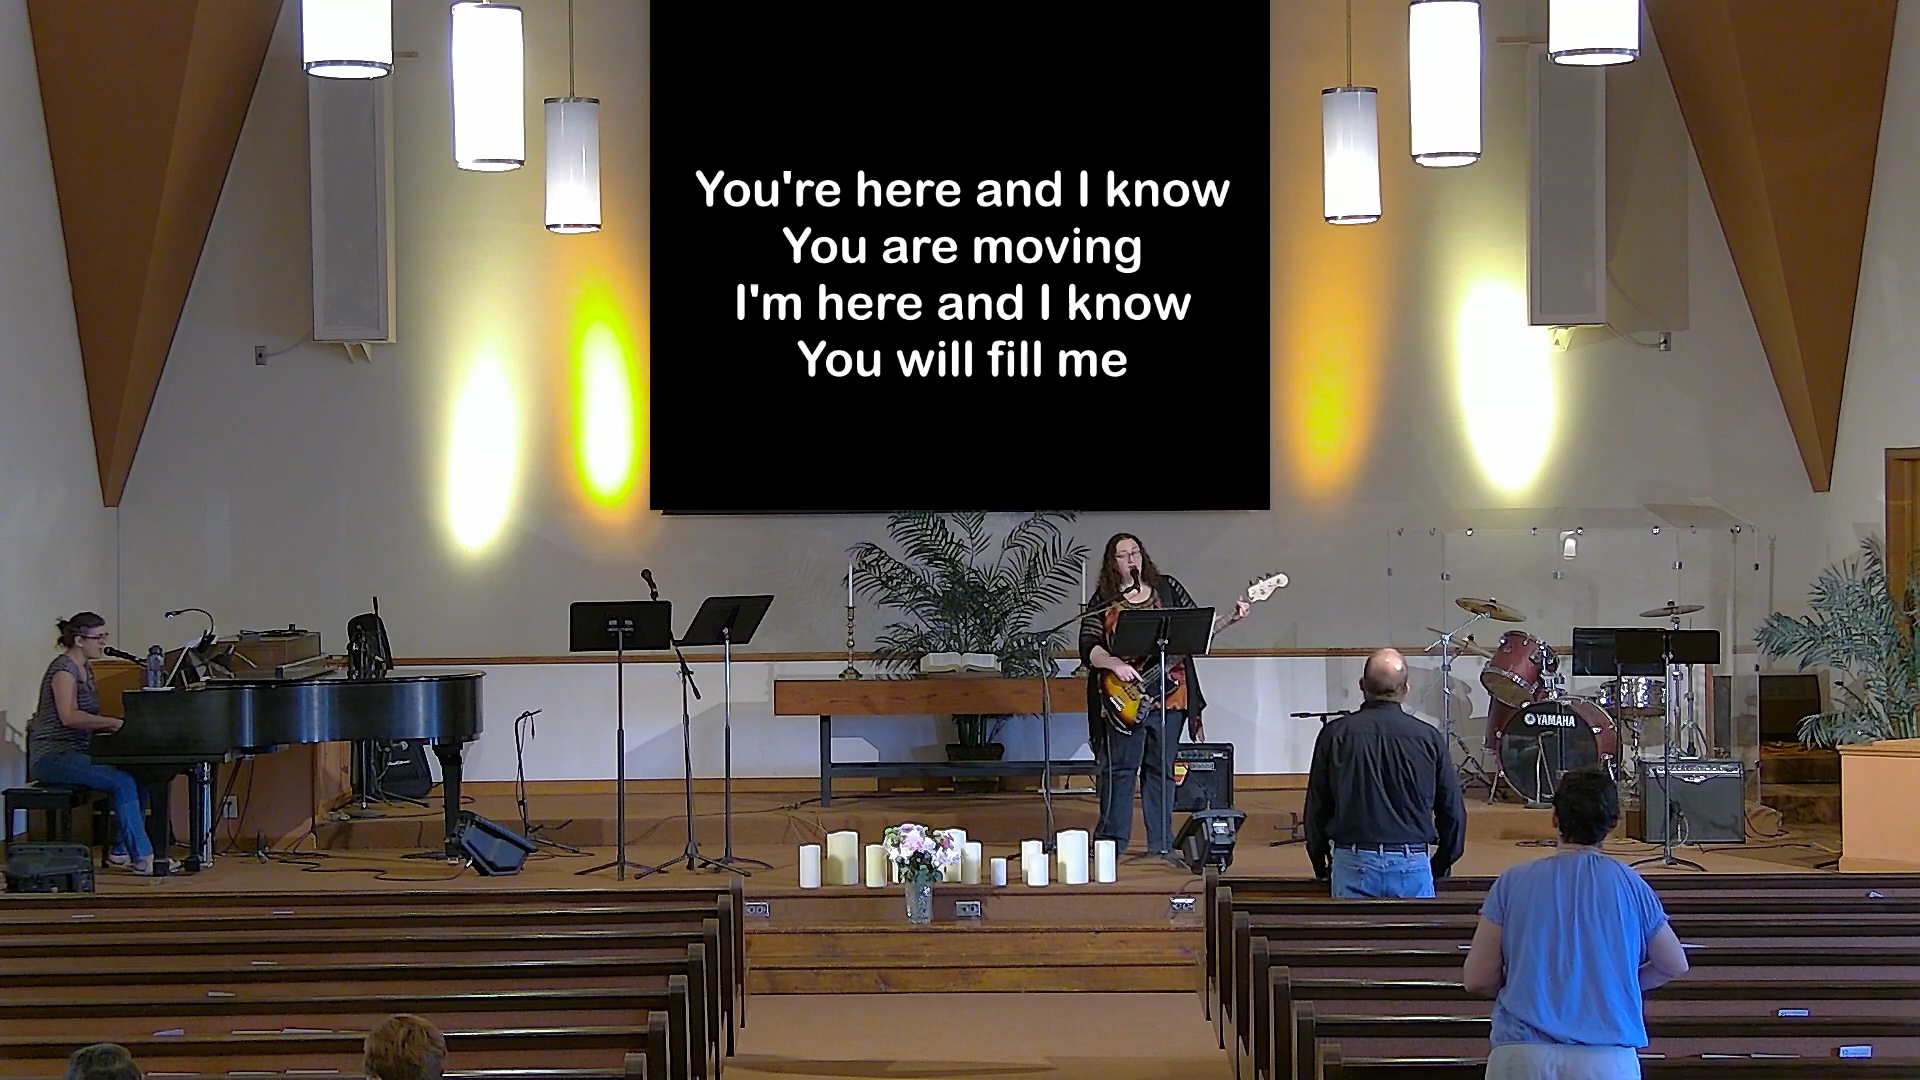 You're here and I know
You are moving
I'm here and I know
You will fill me
YAMAHA